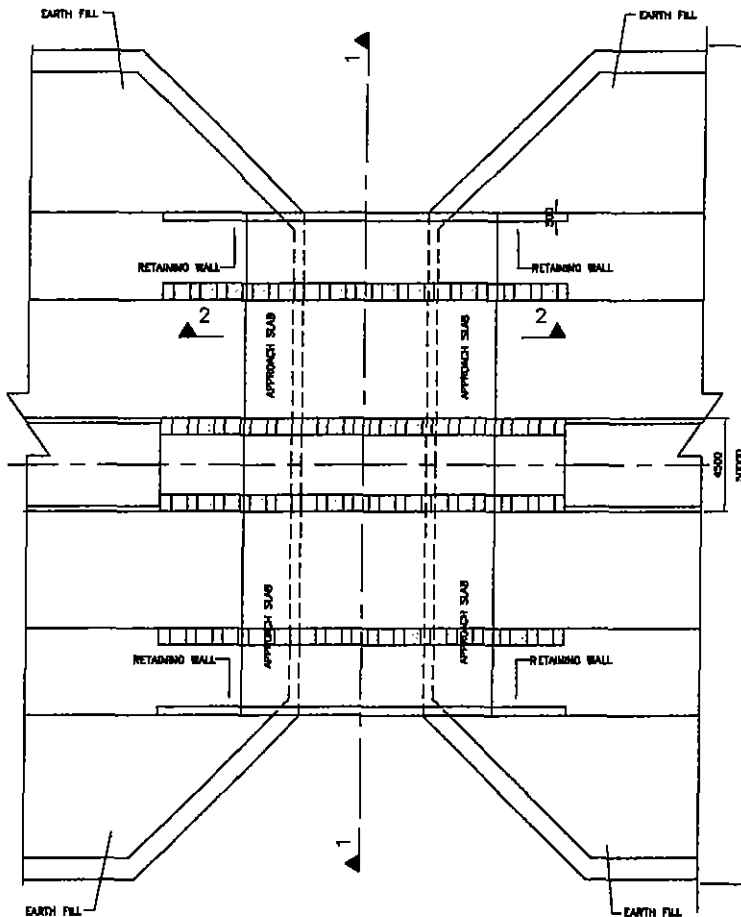 EARTH FILL
EARTH FILL
1
500
RETAINING WALL
RETAINING WALL
2
2
APPROACH SLAB
APPROACH SLAB
4500
APPROACH SLAB
APPROACH SLAB
RETAINING WALL
RETAINING WALL
1
EARTH FILL
EARTH FILL